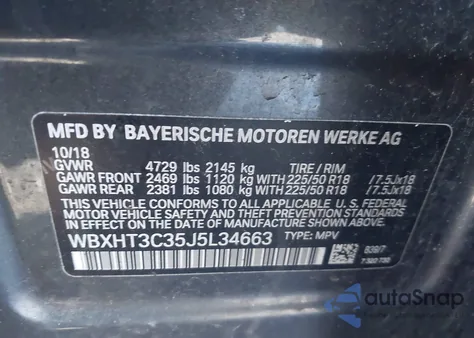 MFD BY BAYERISCHE MOTOREN WERKE AG
10/18
GVWR 4729 lbs 2145 kg TIRE / RIM
GAWR FRONT 2469 lbs 1120 kg WITH 225/50 R18 /7.5Jx18
GAWR REAR 2381 lbs 1080 kg WITH 225/50 R18 /7.5Jx18
THIS VEHICLE CONFORMS TO ALL APPLICABLE U. S. FEDERAL
MOTOR VEHICLE SAFETY, BUMPER, AND THEFT PREVENTION
STANDARDS IN EFFECT ON THE DATE OF MANUFACTURE
SHOWN ABOVE.
WBXHT3C35J5L34663 TYPE: MPV
autoSnap